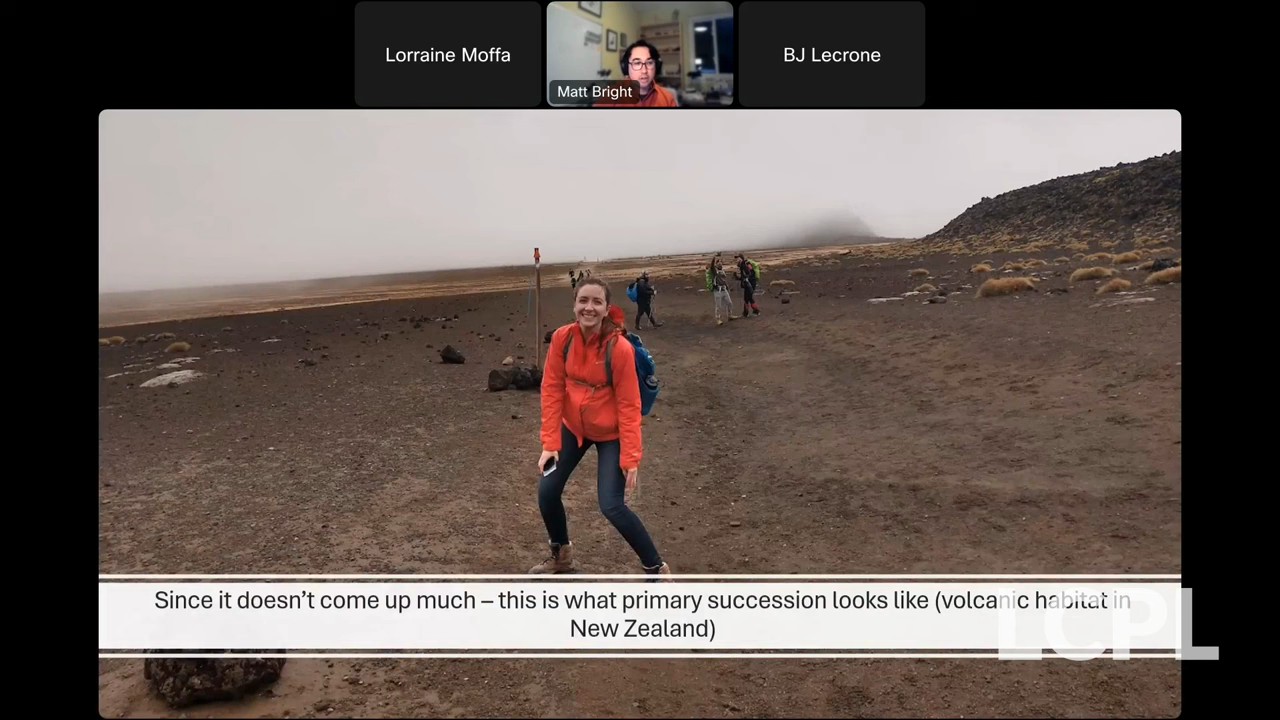 Lorraine Moffa
Matt Bright
BJ Lecrone
Since it doesn’t come up much – this is what primary succession looks like (volcanic habitat in
New Zealand)
LCPL